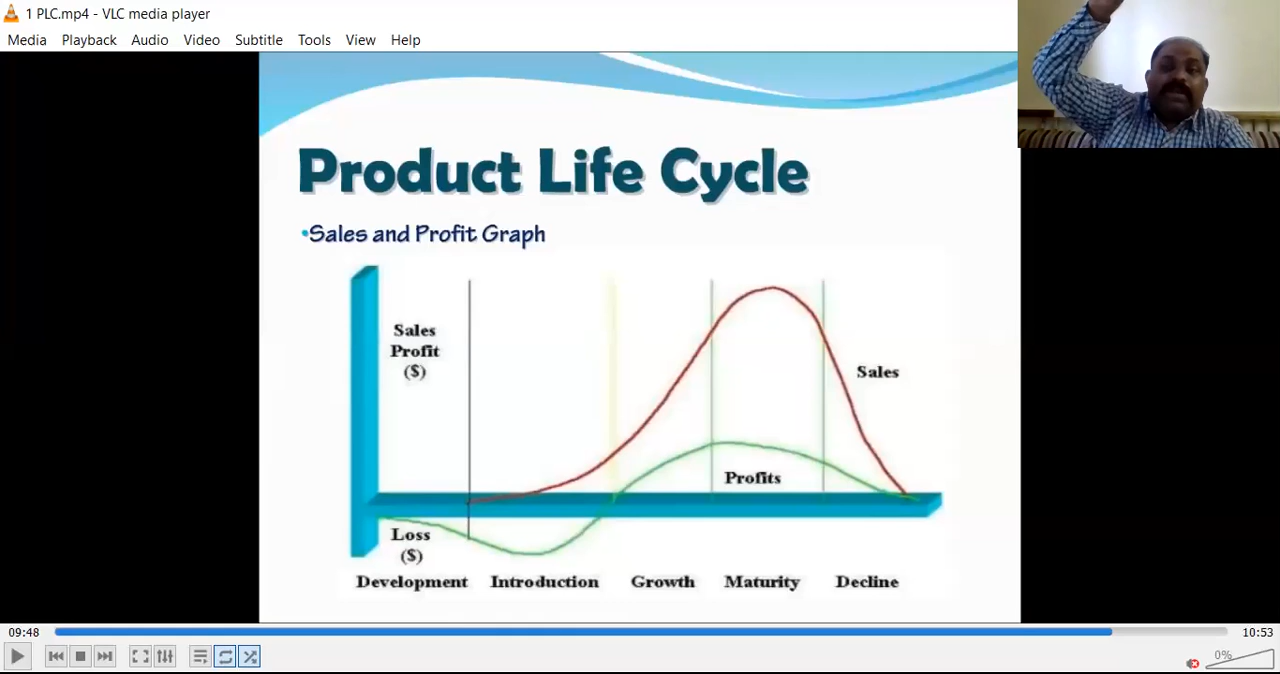 1 PLC.mp4 - VLC media player
Media Playback Audio Video Subtitle Tools View Help
Product Life Cycle
•Sales and Profit Graph
Sales
Profit
($)
Sales
Profits
Loss
($)
Development Introduction Growth Maturity Decline
09:48 10:53
0%